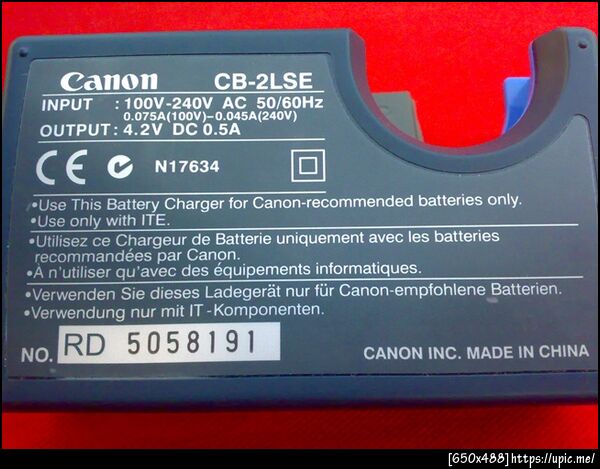 Canon CB-2LSE
INPUT : 100V-240V AC 50/60Hz
0.075A(100V)-0.045A(240V)
OUTPUT : 4.2V DC 0.5A
CE N17634
•Use This Battery Charger for Canon-recommended batteries only.
•Use only with ITE.
•Utilisez ce Chargeur de Batterie uniquement avec les batteries
recommandées par Canon.
•À n'utiliser qu'avec des équipements informatiques.
•Verwenden Sie dieses Ladegerät nur für Canon-empfohlene Batterien.
•Verwendung nur mit IT-Komponenten.
NO. RD 5058191
CANON INC. MADE IN CHINA
[650x488]https://upic.me/